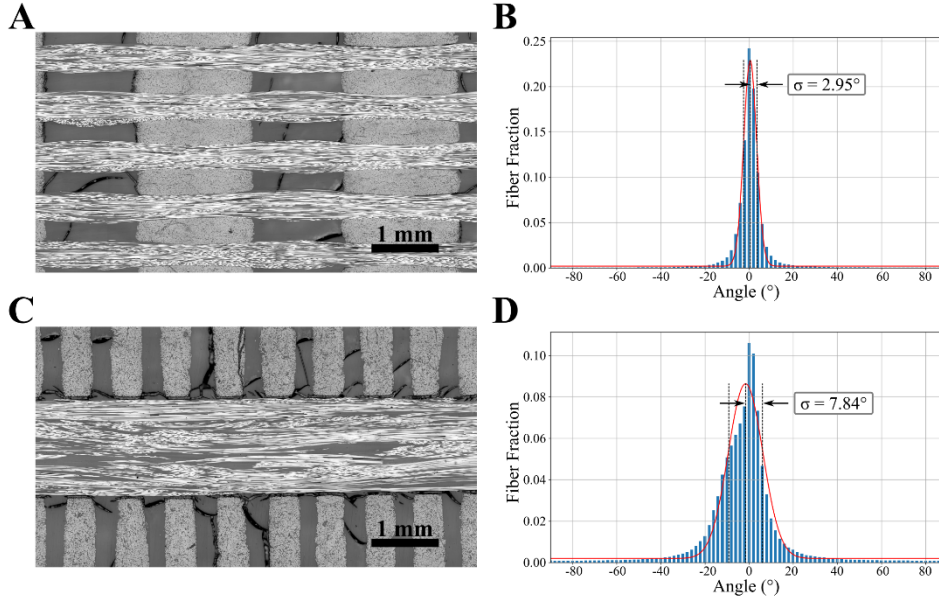 A
1 mm
B
Fiber Fraction
0.25
0.20
0.15
0.10
0.05
0.00
σ = 2.95°
-80
-60
-40
-20
0
20
40
60
80
Angle (°)
C
1 mm
D
Fiber Fraction
0.10
0.08
0.06
0.04
0.02
0.00
σ = 7.84°
-80
-60
-40
-20
0
20
40
60
80
Angle (°)